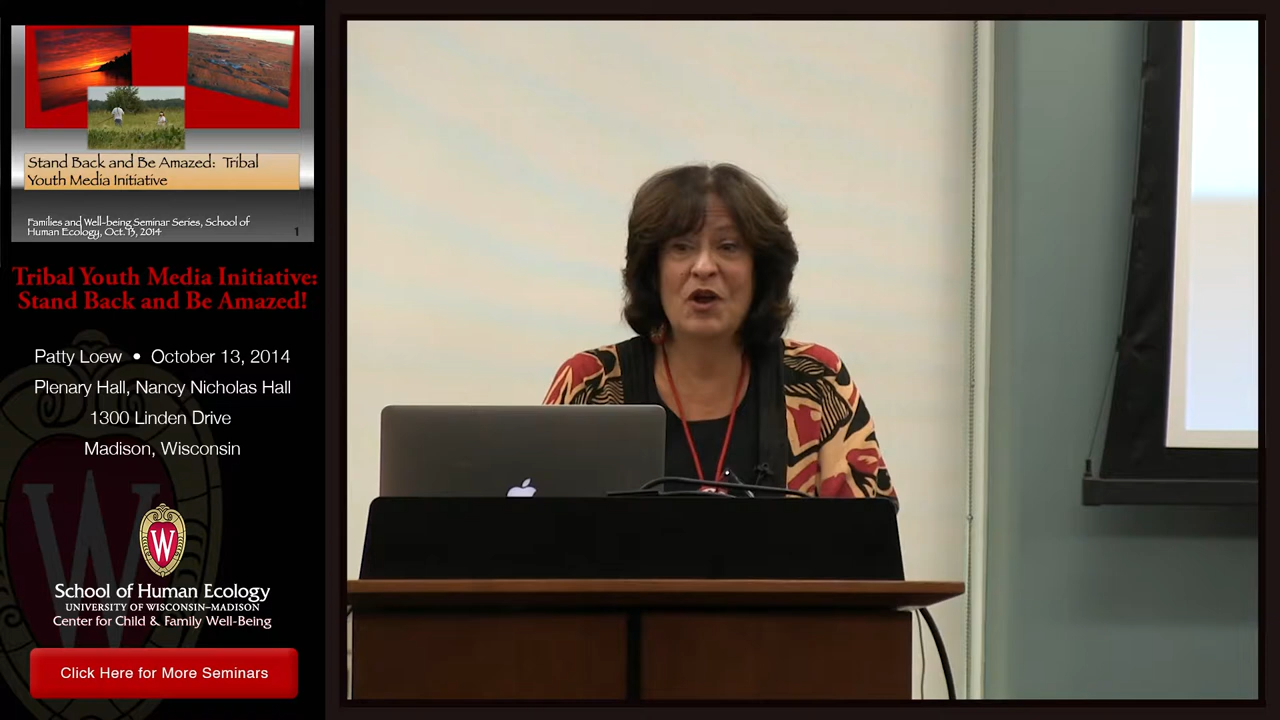 Stand Back and Be Amazed: Tribal
Youth Media Initiative
Families and Well-being Seminar Series, School of
Human Ecology, Oct. 13, 2014
1
Tribal Youth Media Initiative:
Stand Back and Be Amazed!
Patty Loew • October 13, 2014
Plenary Hall, Nancy Nicholas Hall
1300 Linden Drive
Madison, Wisconsin
W
W
School of Human Ecology
UNIVERSITY OF WISCONSIN–MADISON
Center for Child & Family Well-Being
Click Here for More Seminars